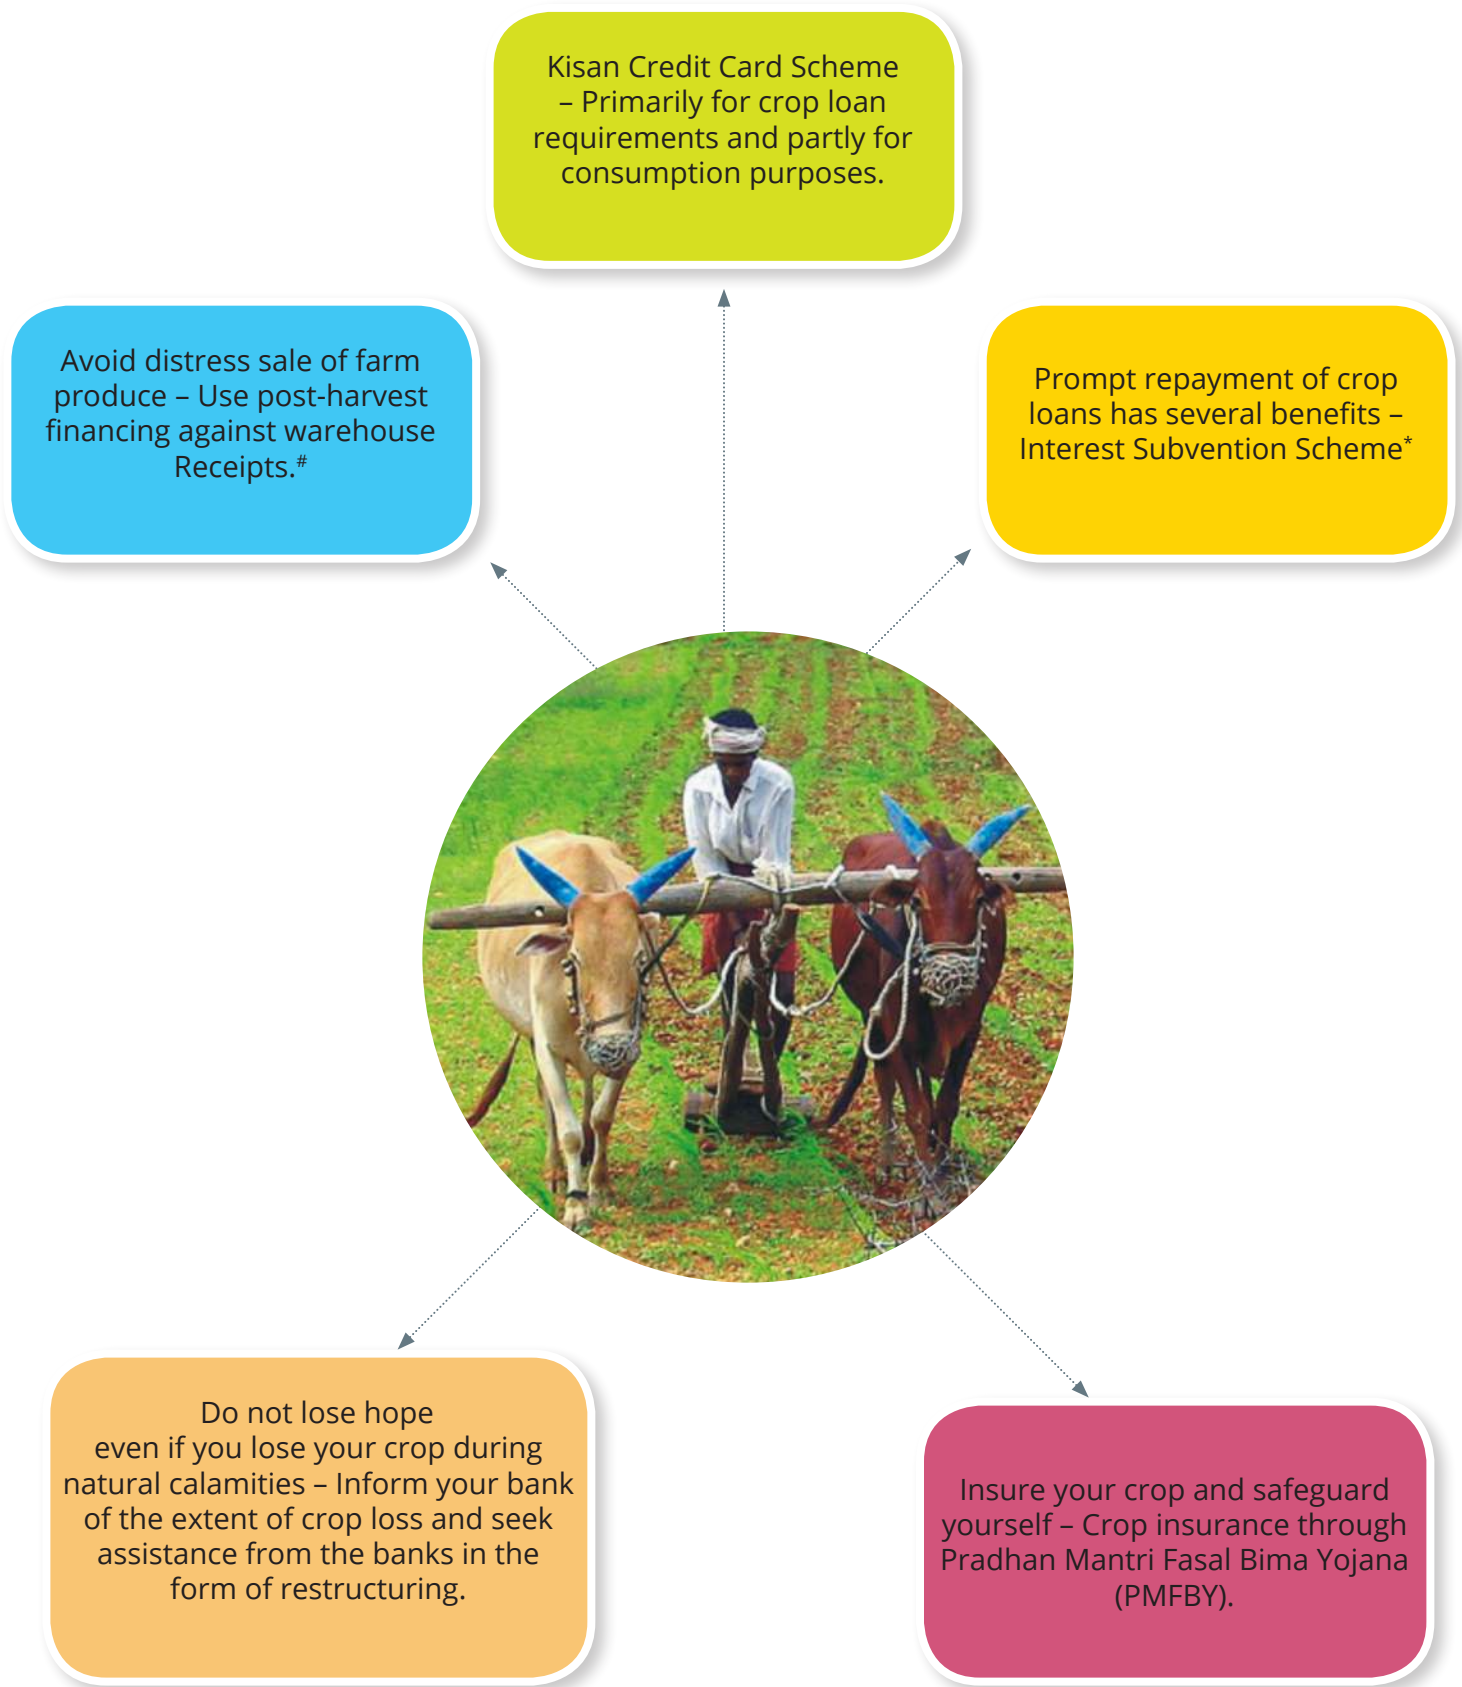 Kisan Credit Card Scheme
– Primarily for crop loan
requirements and partly for
consumption purposes.
Avoid distress sale of farm
produce – Use post-harvest
financing against warehouse
Receipts.#
Prompt repayment of crop
loans has several benefits –
Interest Subvention Scheme*
Do not lose hope
even if you lose your crop during
natural calamities – Inform your bank
of the extent of crop loss and seek
assistance from the banks in the
form of restructuring.
Insure your crop and safeguard
yourself – Crop insurance through
Pradhan Mantri Fasal Bima Yojana
(PMFBY).